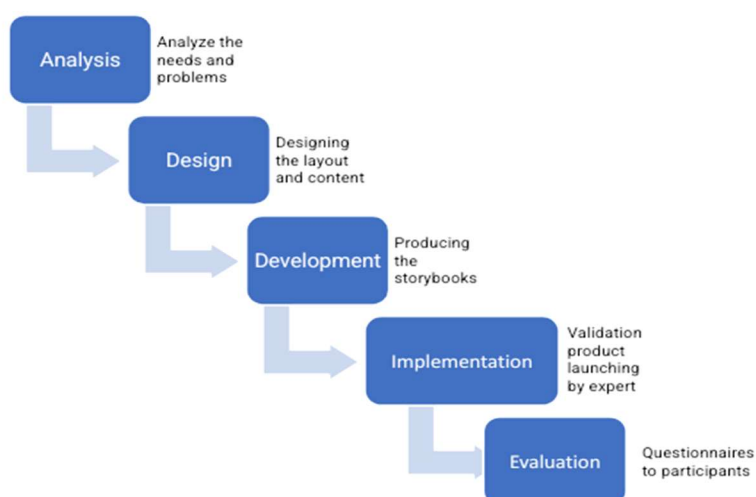 Analysis
Analyze the
needs and
problems
Design
Designing
the layout
and content
Development
Producing
the
storybooks
Implementation
Validation
product
launching
by expert
Evaluation
Questionnaires
to participants